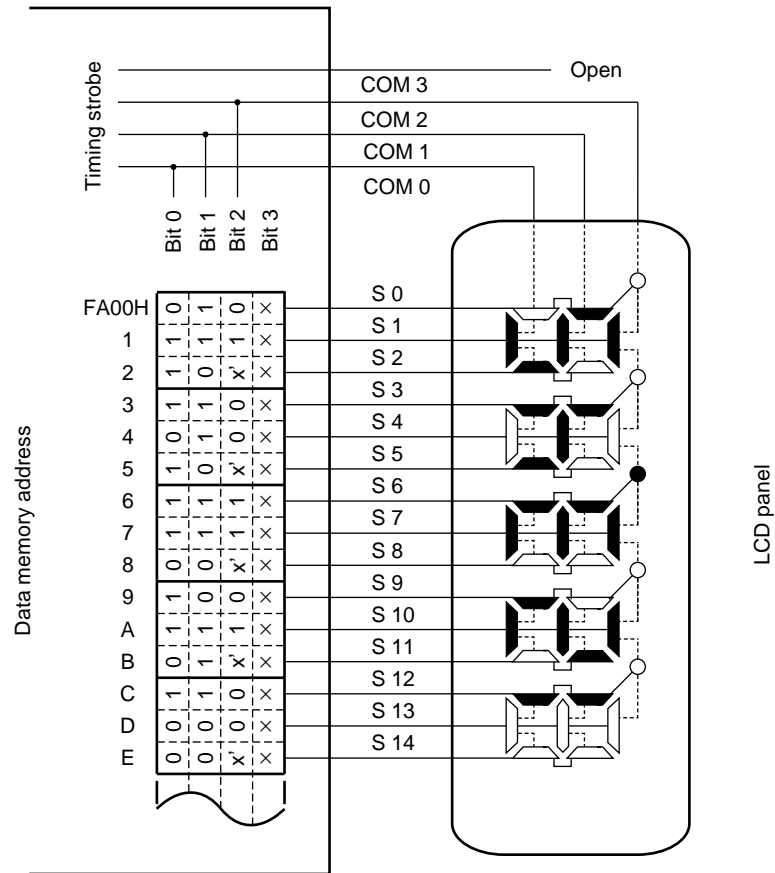 Timing strobe
Open
COM 3
COM 2
COM 1
COM 0
Bit 0
Bit 1
Bit 2
Bit 3
Data memory address
FA00H 0 1 0 × S 0
1 1 1 1 × S 1
2 1 0 x' × S 2
3 1 1 0 × S 3
4 0 1 0 × S 4
5 1 0 x' × S 5
6 1 1 1 × S 6
7 1 1 1 × S 7
8 0 0 x' × S 8
9 1 0 0 × S 9
A 1 1 1 × S 10
B 0 1 x' × S 11
C 1 1 0 × S 12
D 0 0 0 × S 13
E 0 0 x' × S 14
LCD panel